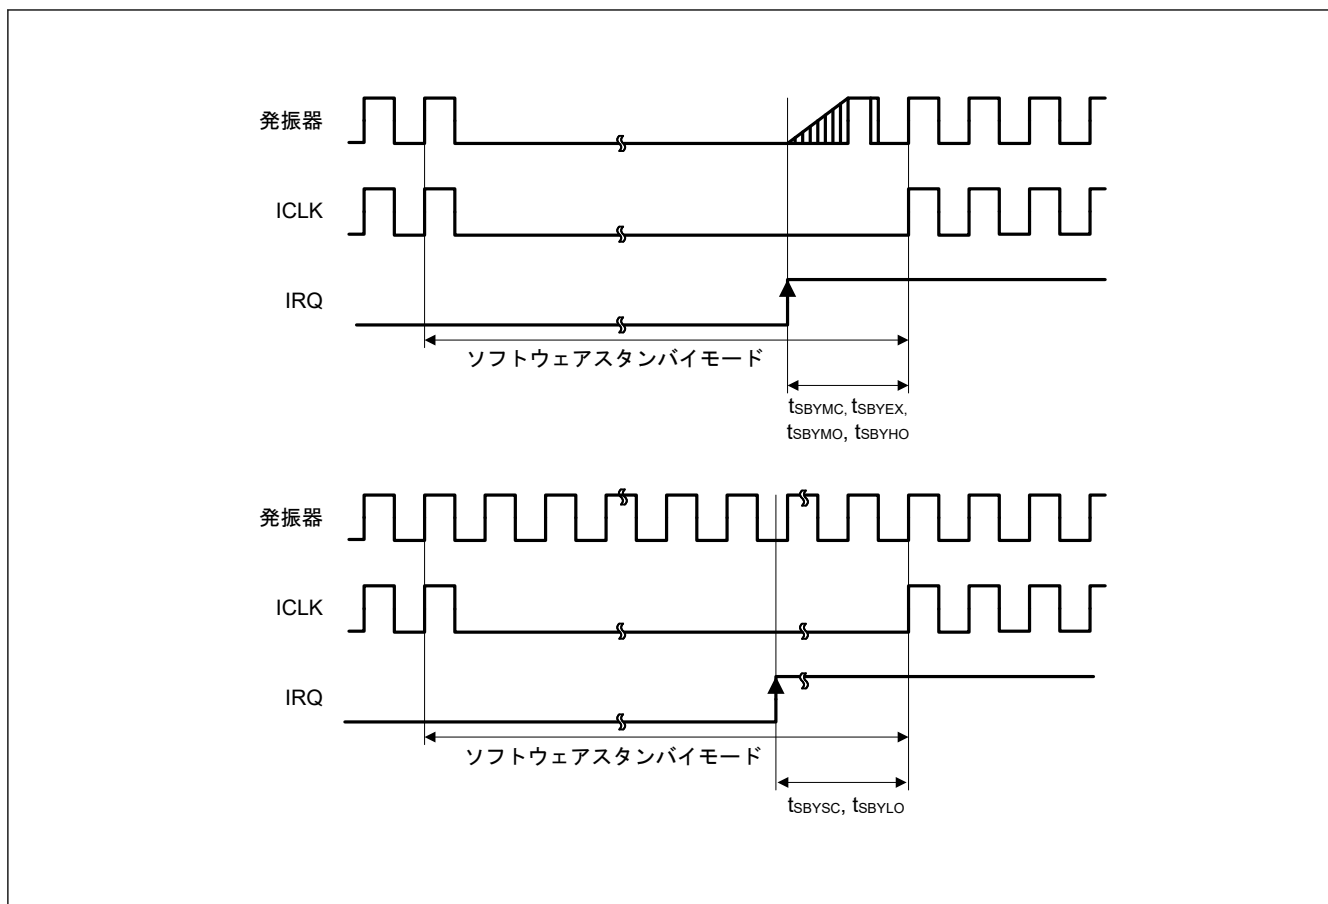 発振器
ICLK
IRQ
ソフトウェアスタンバイモード
tSBYMC, tSBYEX,
tSBYMO, tSBYHO
発振器
ICLK
IRQ
ソフトウェアスタンバイモード
tSBYSC, tSBYLO